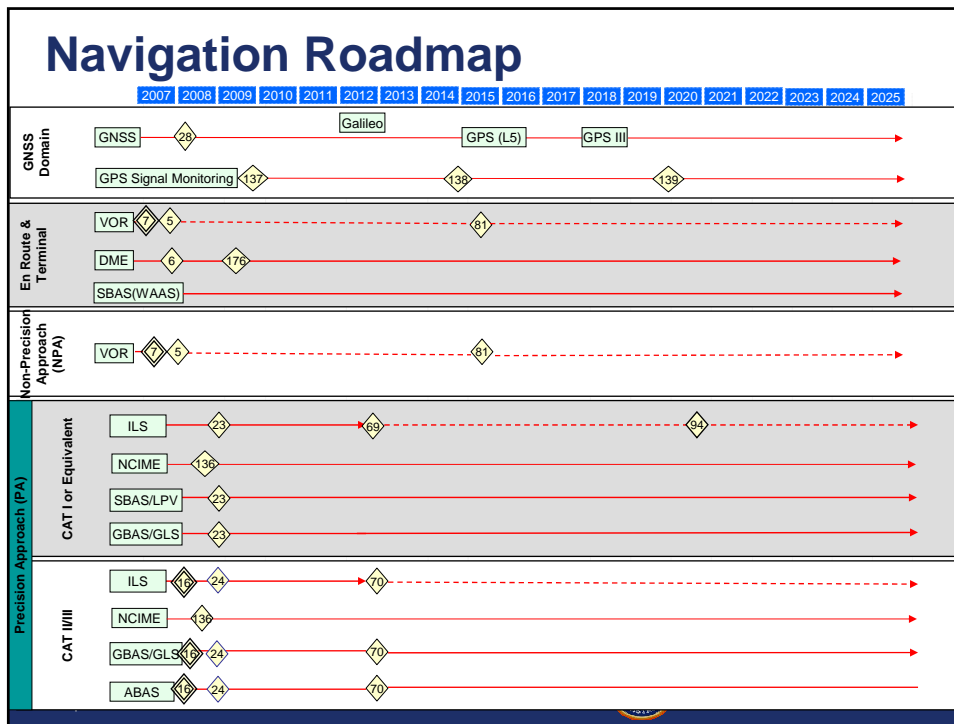 Navigation Roadmap
2007 2008 2009 2010 2011 2012 2013 2014 2015 2016 2017 2018 2019 2020 2021 2022 2023 2024 2025
GNSS
Domain
Galileo
GNSS 28 GPS (L5) GPS III
GPS Signal Monitoring 137 138 139
En Route &
Terminal
VOR 7 5 81
DME 6 176
SBAS(WAAS)
Non-Precision
Approach
(NPA)
VOR 7 5 81
Precision Approach (PA)
CAT I or Equivalent
ILS 23 69 94
NCIME 136
SBAS/LPV 23
GBAS/GLS 23
CAT II/III
ILS 16 24 70
NCIME 136
GBAS/GLS 16 24 70
ABAS 16 24 70